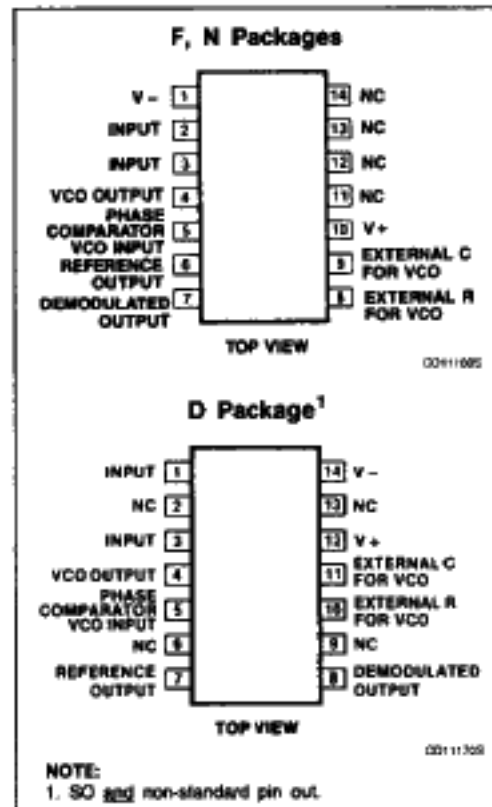 F, N Packages
V – 1
INPUT 2
INPUT 3
VCO OUTPUT 4
PHASE
COMPARATOR 5
VCO INPUT
REFERENCE 6
OUTPUT
DEMODULATED 7
OUTPUT
14 NC
13 NC
12 NC
11 NC
10 V+
9 EXTERNAL C
FOR VCO
8 EXTERNAL R
FOR VCO
TOP VIEW
D Package1
INPUT 1
NC 2
INPUT 3
VCO OUTPUT 4
PHASE
COMPARATOR 5
VCO INPUT
NC 6
REFERENCE 7
OUTPUT
14 V –
13 NC
12 V +
11 EXTERNAL C
FOR VCO
10 EXTERNAL R
FOR VCO
9 NC
8 DEMODULATED
OUTPUT
TOP VIEW
NOTE:
1. SO and non-standard pin out.